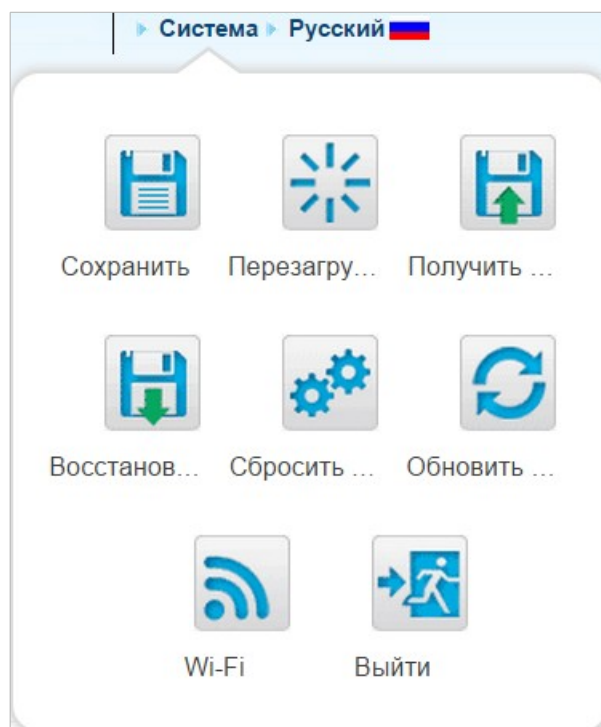 Система Русский
Сохранить Перезагру... Получить ...
Восстанов... Сбросить ... Обновить ...
Wi-Fi Выйти